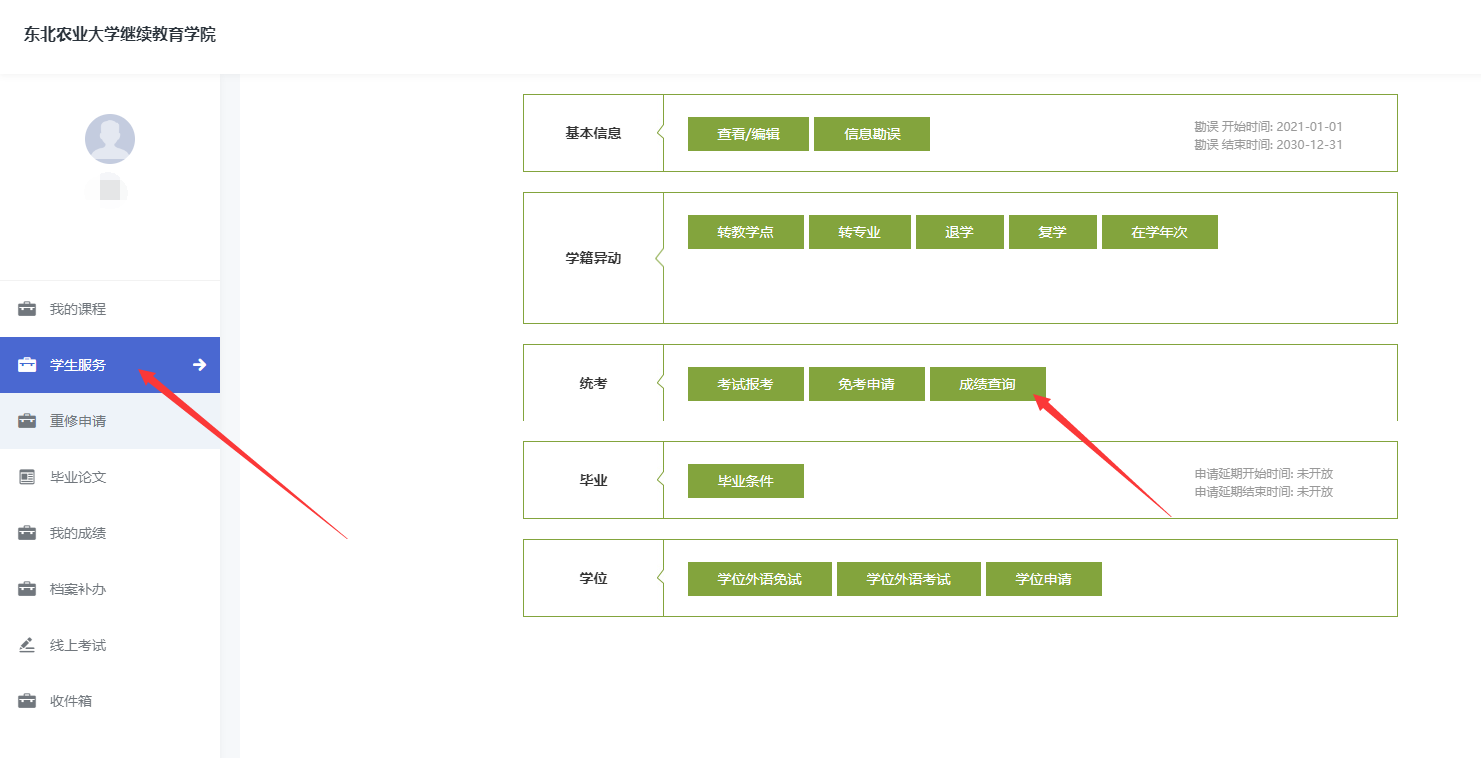 东北农业大学继续教育学院
我的课程
学生服务
重修申请
毕业论文
我的成绩
档案补办
线上考试
收件箱
基本信息
查看/编辑 信息勘误
勘误 开始时间: 2021-01-01
勘误 结束时间: 2030-12-31
学籍异动
转教学点 转专业 退学 复学 在学年次
统考
考试报考 免考申请 成绩查询
毕业
毕业条件
申请延期开始时间: 未开放
申请延期结束时间: 未开放
学位
学位外语免试 学位外语考试 学位申请